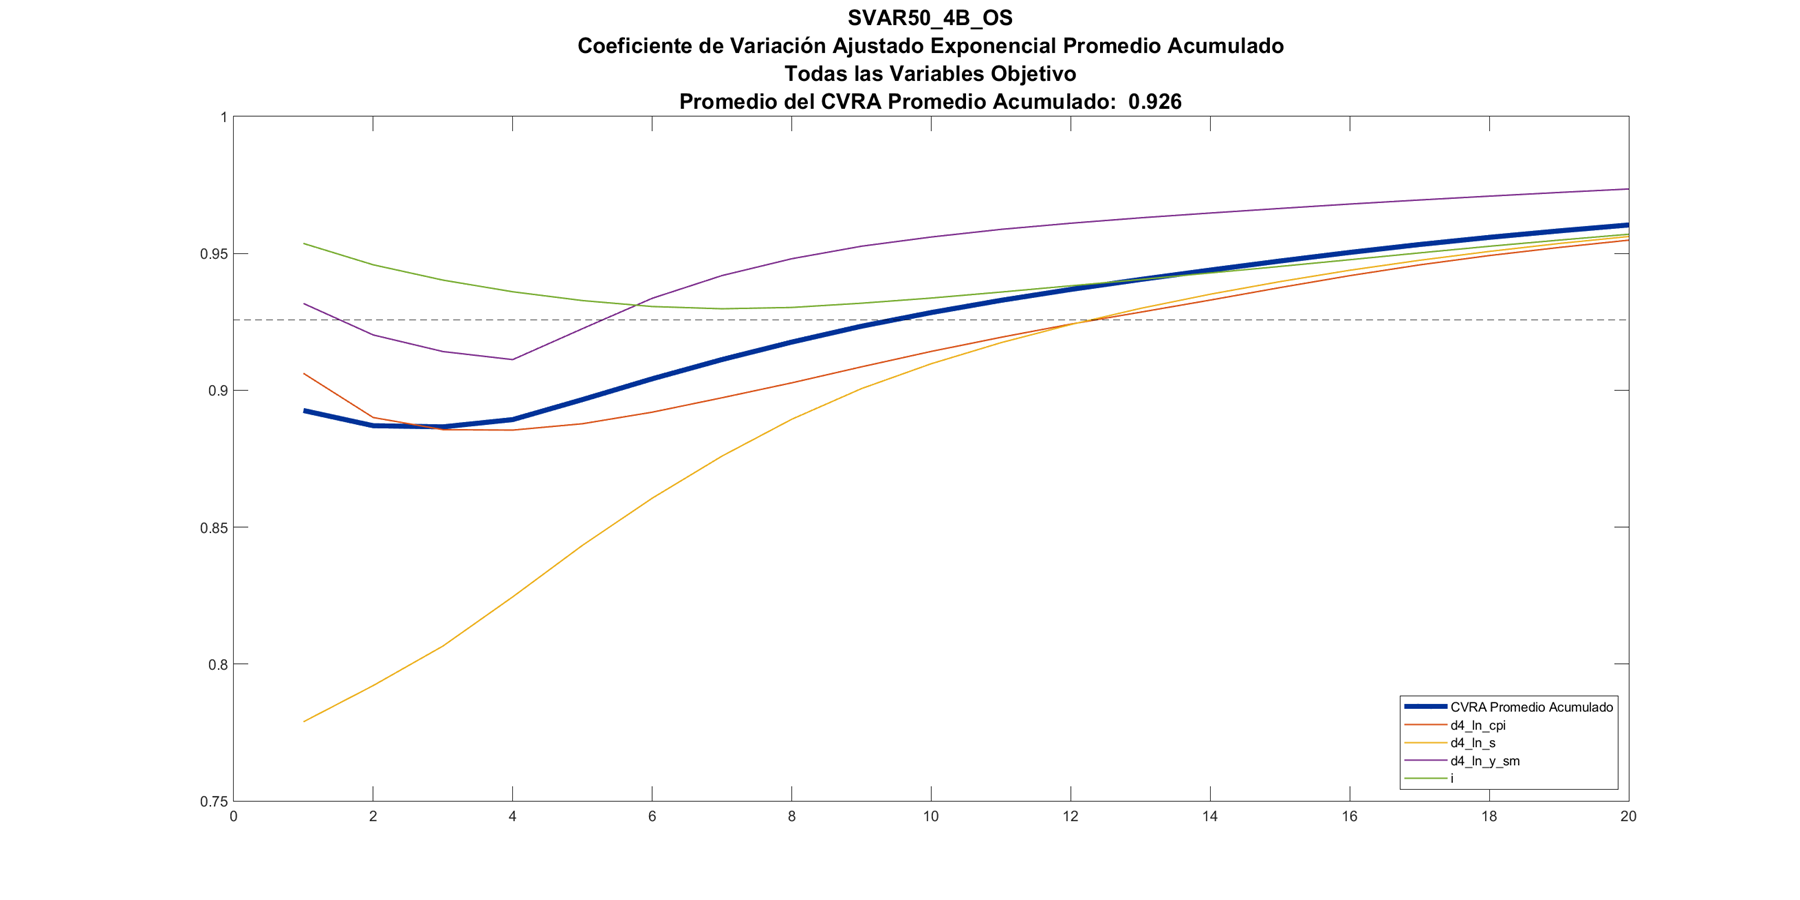 SVAR50_4B_OS
Coeficiente de Variación Ajustado Exponencial Promedio Acumulado
Todas las Variables Objetivo
Promedio del CVRA Promedio Acumulado: 0.926
1
0.95
0.9
0.85
0.8
0.75
0 2 4 6 8 10 12 14 16 18 20
CVRA Promedio Acumulado
d4_ln_cpi
d4_ln_s
d4_ln_y_sm
i